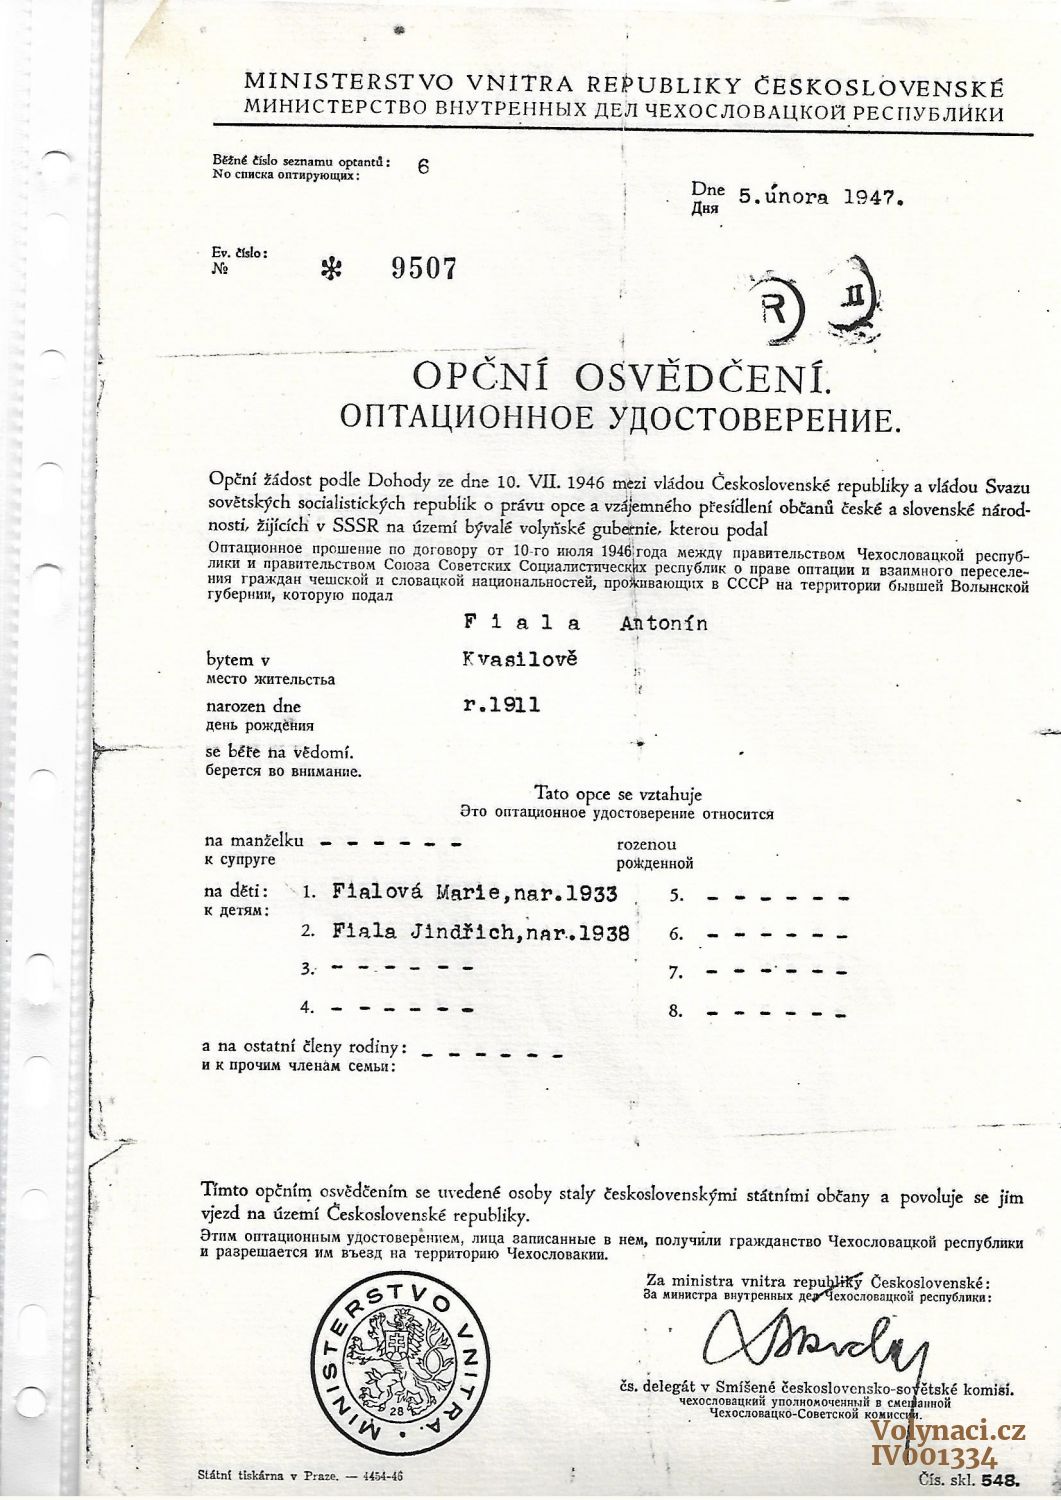 MINISTERSTVO VNITRA REPUBLIKY ČESKOSLOVENSKÉ
МИНИСТЕРСТВО ВНУТРЕННЫХ ДЕЛ ЧЕХОСЛОВАЦКОЙ РЕСПУБЛИКИ
Běžné číslo seznamu optantů: 6
No списка оптирующих:
Dne 5.února 1947.
Дня
Ev. číslo: ✻ 9507
№
R II
OPČNÍ OSVĚDČENÍ.
ОПТАЦИОННОЕ УДОСТОВЕРЕНИЕ.
Opční žádost podle Dohody ze dne 10. VII. 1946 mezi vládou Československé republiky a vládou Svazu
sovětských socialistických republik o právu opce a vzájemného přesídlení občanů české a slovenské národ-
nosti, žijících v SSSR na území bývalé volyňské gubernie, kterou podal
Оптационное прошение по договору от 10-го июля 1946 года между правительством Чехословацкой респуб-
лики и правительством Союза Советских Социалистических республик о праве оптации и взаимного переселе-
ния граждан чешской и словацкой национальностей, проживающих в СССР на территории бывшей Волынской
губернии, которую подал
F i a l a Antonín
bytem v Kvasilově
место жительства
narozen dne r.1911
день рождения
se béře na vědomí.
берется во внимание.
Tato opce se vztahuje
Это оптационное удостоверение относится
na manželku – – – – – – rozenou
к супруге рожденной
na děti: 1. Fialová Marie,nar.1933 5. – – – – – –
к детям:
2. Fiala Jindřich,nar.1938 6. – – – – – –
3. – – – – – – 7. – – – – – –
4. – – – – – – 8. – – – – – –
a na ostatní členy rodiny: – – – – – –
и к прочим членам семьи:
Tímto opčním osvědčením se uvedené osoby staly československými státními občany a povoluje se jim
vjezd na území Československé republiky.
Этим оптационным удостоверением, лица записанные в нем, получили гражданство Чехословацкой республики
и разрешается им въезд на территорию Чехословакии.
Za ministra vnitra republiky Československé:
За министра внутренных дел Чехословацкой республики:
MINISTERSTVO VNITRA
28
čs. delegát v Smíšené československo-sovětské komisi.
чехословацкий уполномоченный в смешанной
Чехословацко-Советской комиссии.
Volynaci.cz
IV001334
Státní tiskárna v Praze. — 4454-46
Čís. skl. 548.